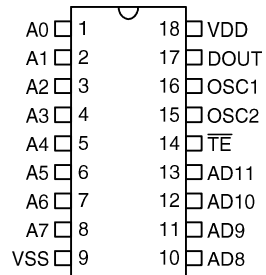 A0 1 18 VDD
A1 2 17 DOUT
A2 3 16 OSC1
A3 4 15 OSC2
A4 5 14 T̅E̅
A5 6 13 AD11
A6 7 12 AD10
A7 8 11 AD9
VSS 9 10 AD8